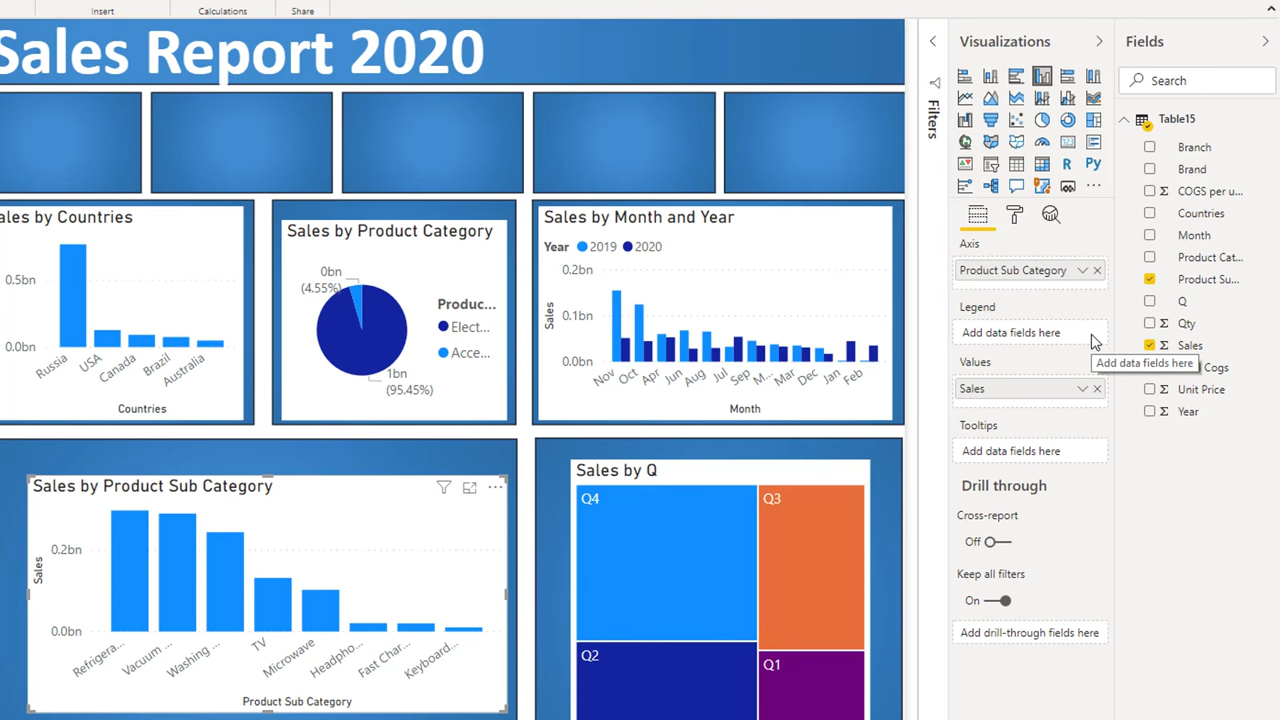 Insert
Calculations
Share
Sales Report 2020
ales by Countries
0.5bn
0.0bn
Russia
USA
Canada
Brazil
Australia
Countries
Sales by Product Category
0bn
(4.55%)
1bn
(95.45%)
Produc...
Elect...
Acce...
Sales by Month and Year
Year 2019 2020
0.2bn
0.1bn
0.0bn
Sales
Nov Oct Apr Jun Aug Jul Sep M... Mar Dec Jan Feb
Month
Sales by Product Sub Category
0.2bn
0.0bn
Sales
Refrigera...
Vacuum ...
Washing ...
TV
Microwave
Headpho...
Fast Char...
Keyboard...
Product Sub Category
Sales by Q
Q4
Q3
Q2
Q1
Filters
Visualizations
R
Py
Axis
Product Sub Category
Legend
Add data fields here
Add data fields here
Values
Sales
Tooltips
Add data fields here
Drill through
Cross-report
Off
Keep all filters
On
Add drill-through fields here
Fields
Search
Table15
Branch
Brand
Σ COGS per u...
Countries
Month
Product Cat...
Product Su...
Q
Σ Qty
Σ Sales
Cogs
Σ Unit Price
Σ Year